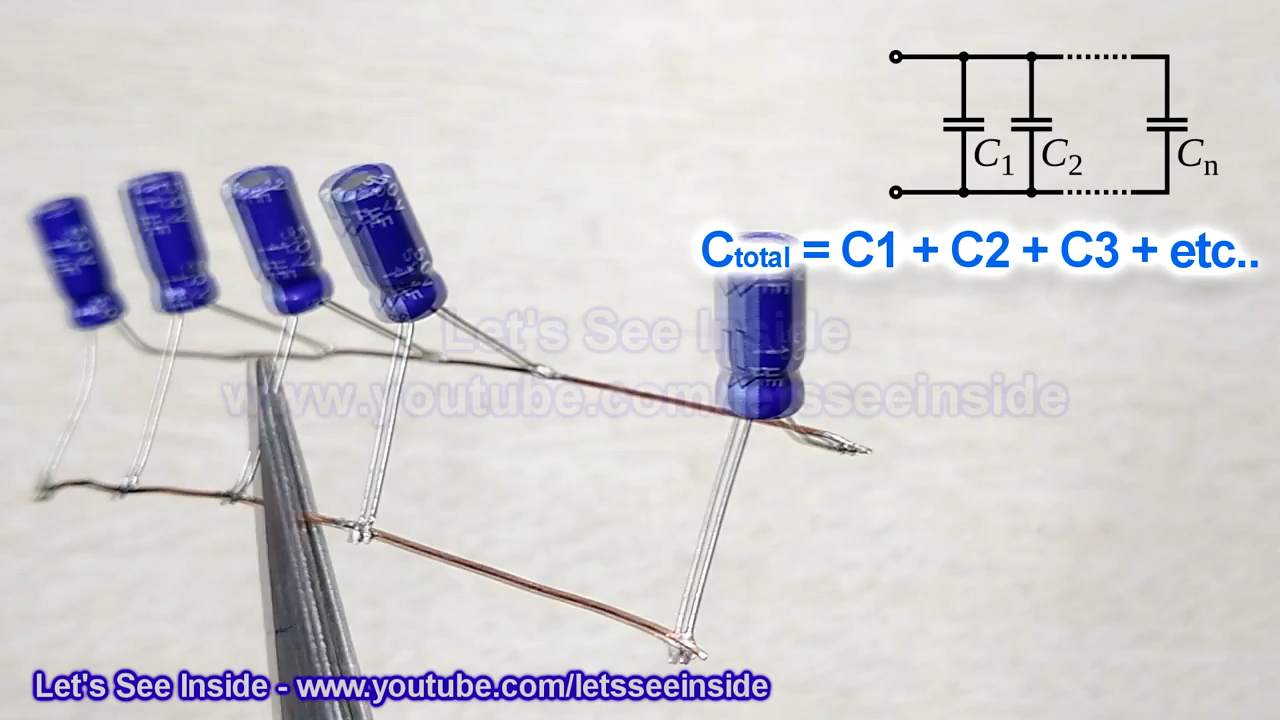 C1 C2 Cn
Ctotal = C1 + C2 + C3 + etc..
Let's See Inside
www.youtube.com/letsseeinside
Let's See Inside - www.youtube.com/letsseeinside